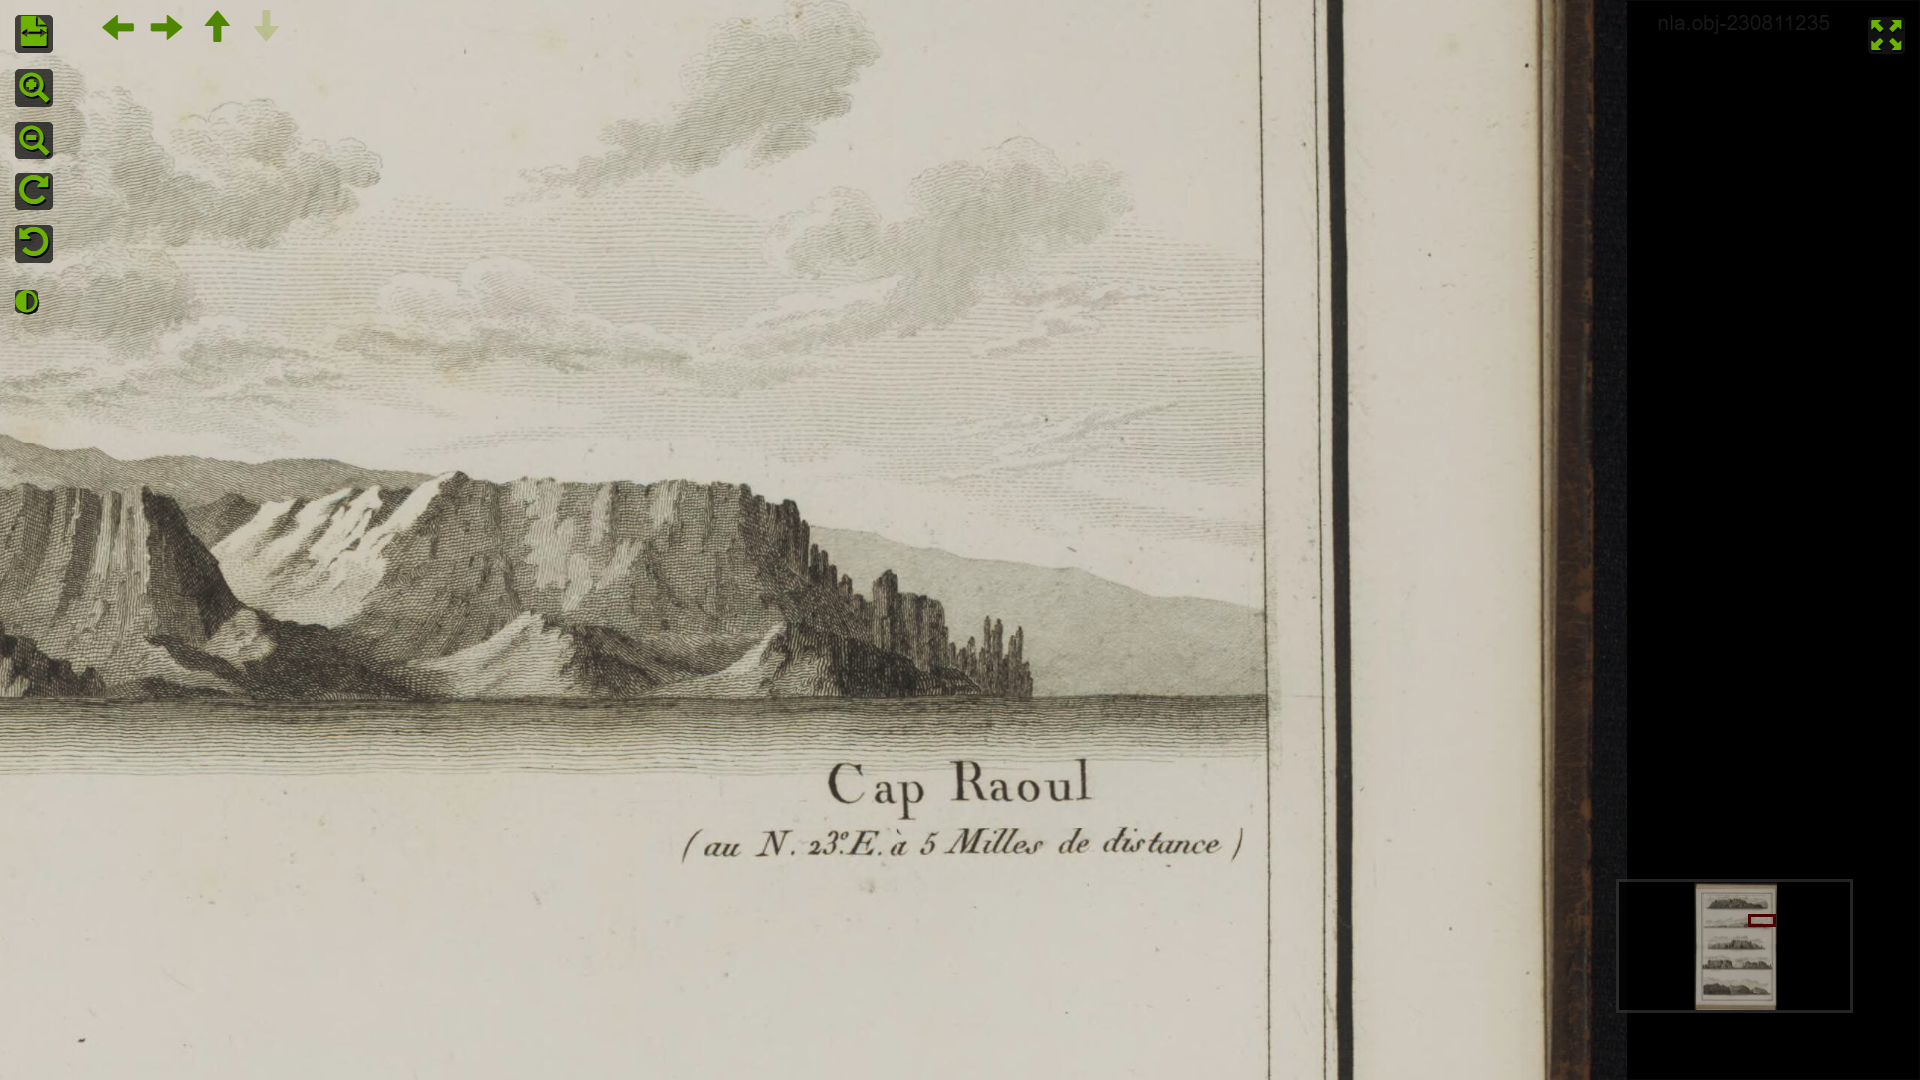 nla.obj-230811235
Cap Raoul
(au N. 23.º E. à 5 Milles de distance)